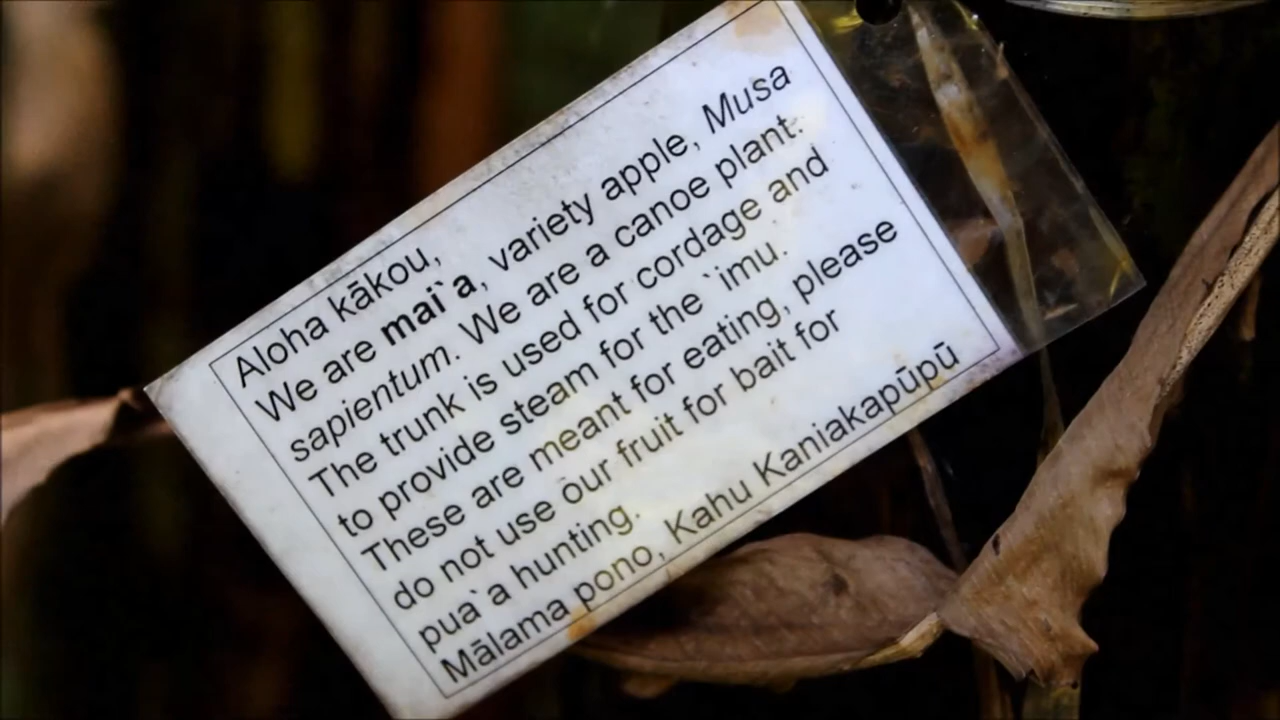 Aloha kākou,
We are mai`a, variety apple, Musa
sapientum. We are a canoe plant.
The trunk is used for cordage and
to provide steam for the `imu.
These are meant for eating, please
do not use our fruit for bait for
pua`a hunting.
Mālama pono, Kahu Kaniakapūpū